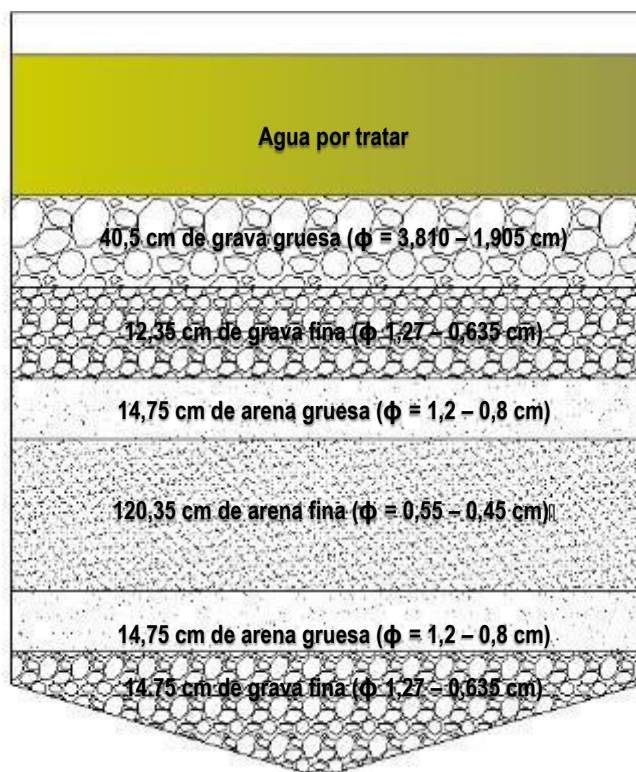 Agua por tratar
40,5 cm de grava gruesa (ϕ = 3,810 – 1,905 cm)
12,35 cm de grava fina (ϕ 1,27 – 0,635 cm)
14,75 cm de arena gruesa (ϕ = 1,2 – 0,8 cm)
120,35 cm de arena fina (ϕ = 0,55 – 0,45 cm)
14,75 cm de arena gruesa (ϕ = 1,2 – 0,8 cm)
14.75 cm de grava fina (ϕ 1,27 – 0,635 cm)